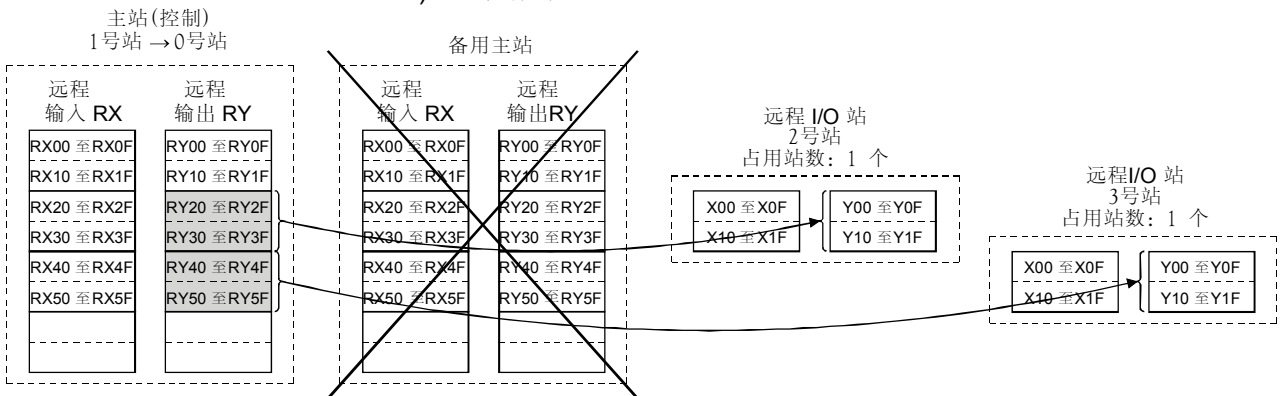 主站(控制)
1号站 →0号站
远程
输入 RX
远程
输出 RY
RX00 至RX0F
RY00 至RY0F
RX10 至RX1F
RY10 至RY1F
RX20 至RX2F
RY20 至RY2F
RX30 至RX3F
RY30 至RY3F
RX40 至RX4F
RY40 至RY4F
RX50 至RX5F
RY50 至RY5F
备用主站
远程
输入 RX
远程
输出RY
RX00 至RX0F
RY00 至RY0F
RX10 至RX1F
RY10 至RY1F
RX20 至RX2F
RY20 至RY2F
RX30 至RX3F
RY30 至RY3F
RX40 至RX4F
RY40 至RY4F
RX50 至RX5F
RY50 至RY5F
远程 I/O 站
2号站
占用站数: 1 个
X00 至X0F
Y00 至Y0F
X10 至X1F
Y10 至Y1F
远程I/O 站
3号站
占用站数: 1 个
X00 至X0F
Y00 至Y0F
X10 至X1F
Y10 至Y1F